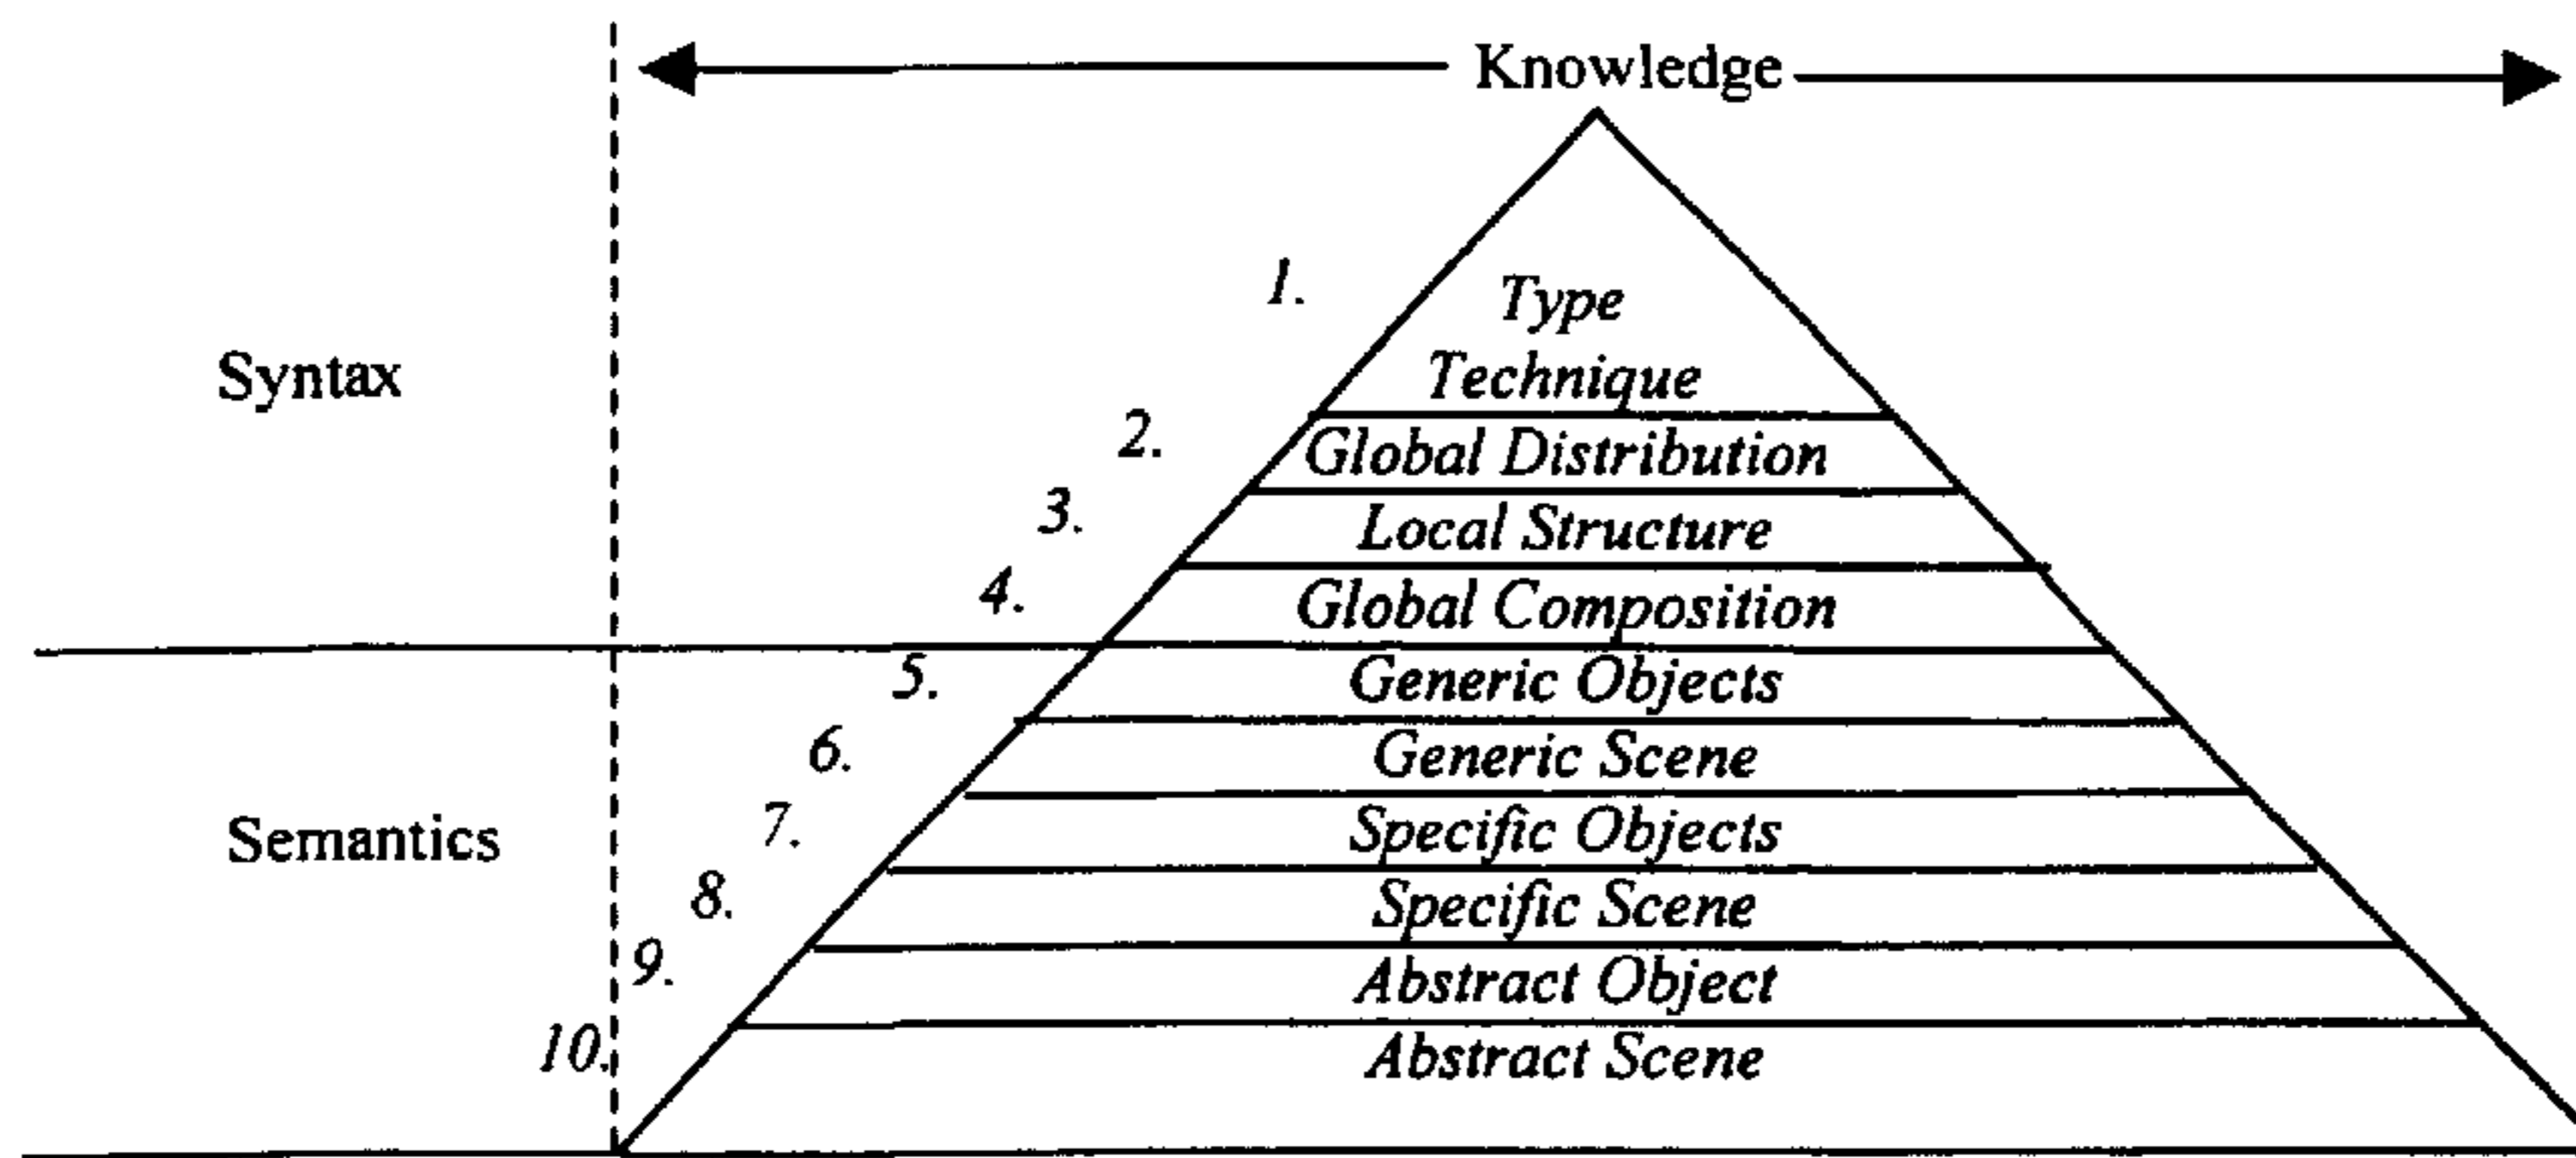 Knowledge
1. Type
Technique
Syntax
2. Global Distribution
3. Local Structure
4. Global Composition
5. Generic Objects
6. Generic Scene
7. Specific Objects
Semantics
8. Specific Scene
9. Abstract Object
10. Abstract Scene